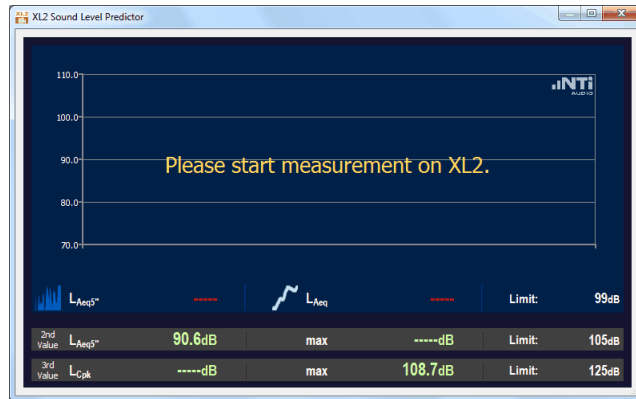 XL2 Sound Level Predictor
NTi
AUDIO
110.0
100.0
90.0
80.0
70.0
Please start measurement on XL2.
LAeq5" ----- LAeq ----- Limit: 99dB
2nd Value LAeq5" 90.6dB max -----dB Limit: 105dB
3rd Value LCpk -----dB max 108.7dB Limit: 125dB